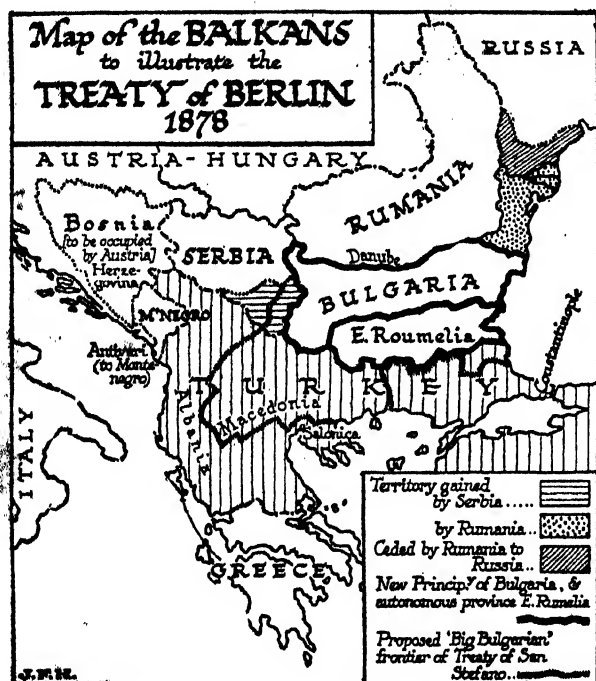 Map of the BALKANS
to illustrate the
TREATY of BERLIN
1878
RUSSIA
AUSTRIA-HUNGARY
RUMANIA
Bosnia
[to be occupied
by Austria]
Herze-
govina
SERBIA
Danube
BULGARIA
M'NEGRO
E. Roumelia
Constantinople
Antivari
(to Monte-
negro)
TURKEY
Macedonia
Albania
Salonica
ITALY
GREECE
Territory gained
by Serbia.....
by Rumania..
Ceded by Rumania to
Russia..
New Principy. of Bulgaria, &
autonomous province E. Rumelia
Proposed 'Big Bulgarian'
frontier of Treaty of San
Stefano..
J.F.H.